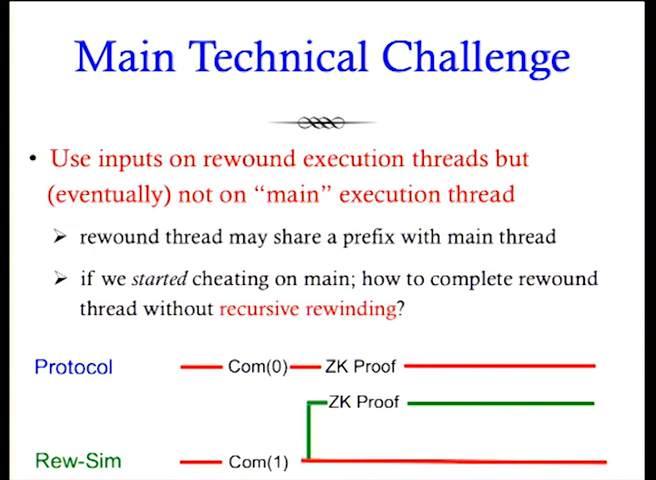 Main Technical Challenge
• Use inputs on rewound execution threads but
(eventually) not on “main” execution thread
➢ rewound thread may share a prefix with main thread
➢ if we started cheating on main; how to complete rewound
thread without recursive rewinding?
Protocol Com(0) ZK Proof
ZK Proof
Rew-Sim Com(1)